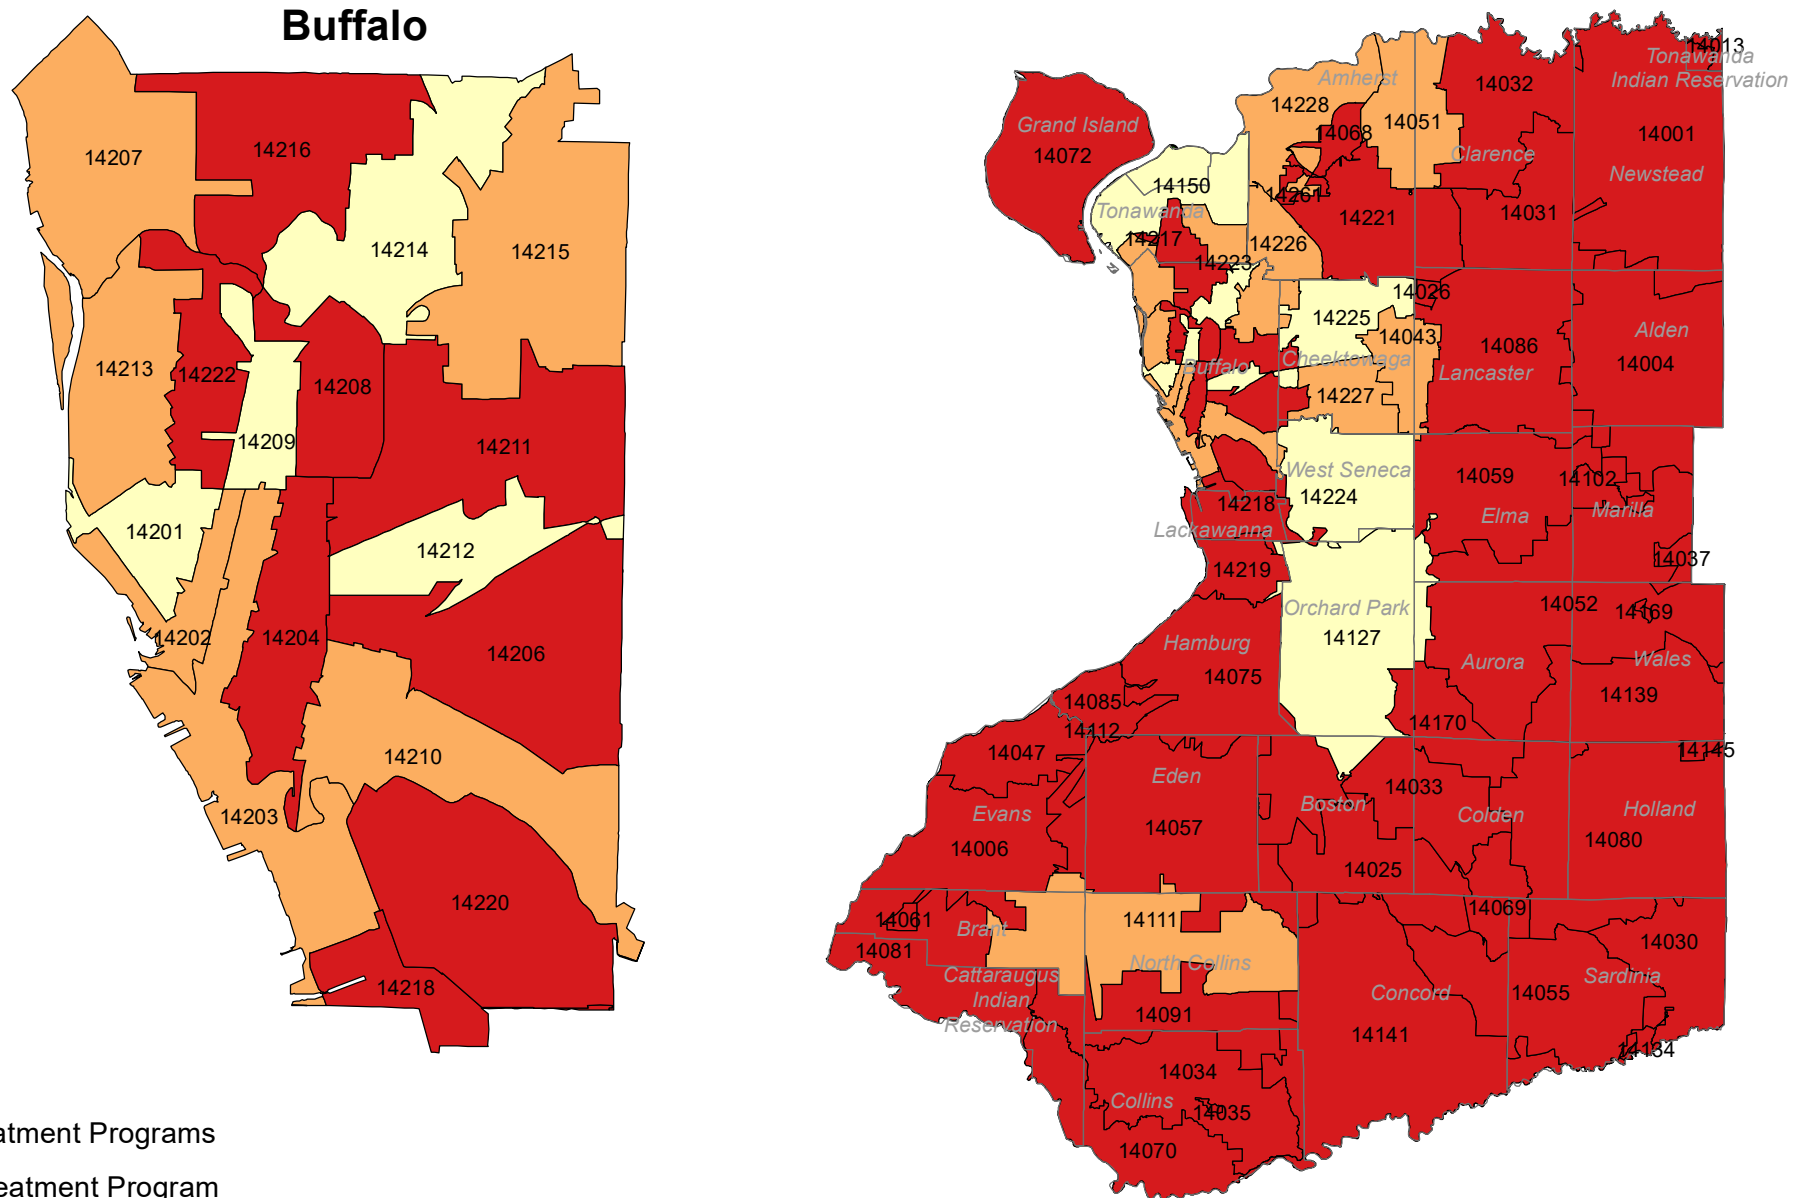 Buffalo
14207
14216
14214
14215
14213
14222
14208
14209
14211
14201
14212
14202
14204
14206
14210
14203
14220
14218
atment Programs
eatment Program
14013
Tonawanda
Indian Reservation
Amherst
14032
14228
Grand Island
14068
14051
14001
14072
Clarence
Newstead
14150
14261
Tonawanda
14221
14031
14217
14226
14223
14026
14225
14043
Alden
14086
Buffalo
Cheektowaga
Lancaster
14004
14227
West Seneca
14059
14102
14224
14218
Marilla
Elma
Lackawanna
14037
14219
14052
14169
Orchard Park
14127
Hamburg
Aurora
Wales
14075
14139
14085
14170
14112
14047
14145
Eden
14033
Boston
Holland
Evans
Colden
14057
14080
14006
14025
14069
14061
14111
Brant
14030
14081
North Collins
Cattaraugus
Indian
Reservation
Sardinia
Concord
14055
14091
14141
14134
14034
Collins
14035
14070